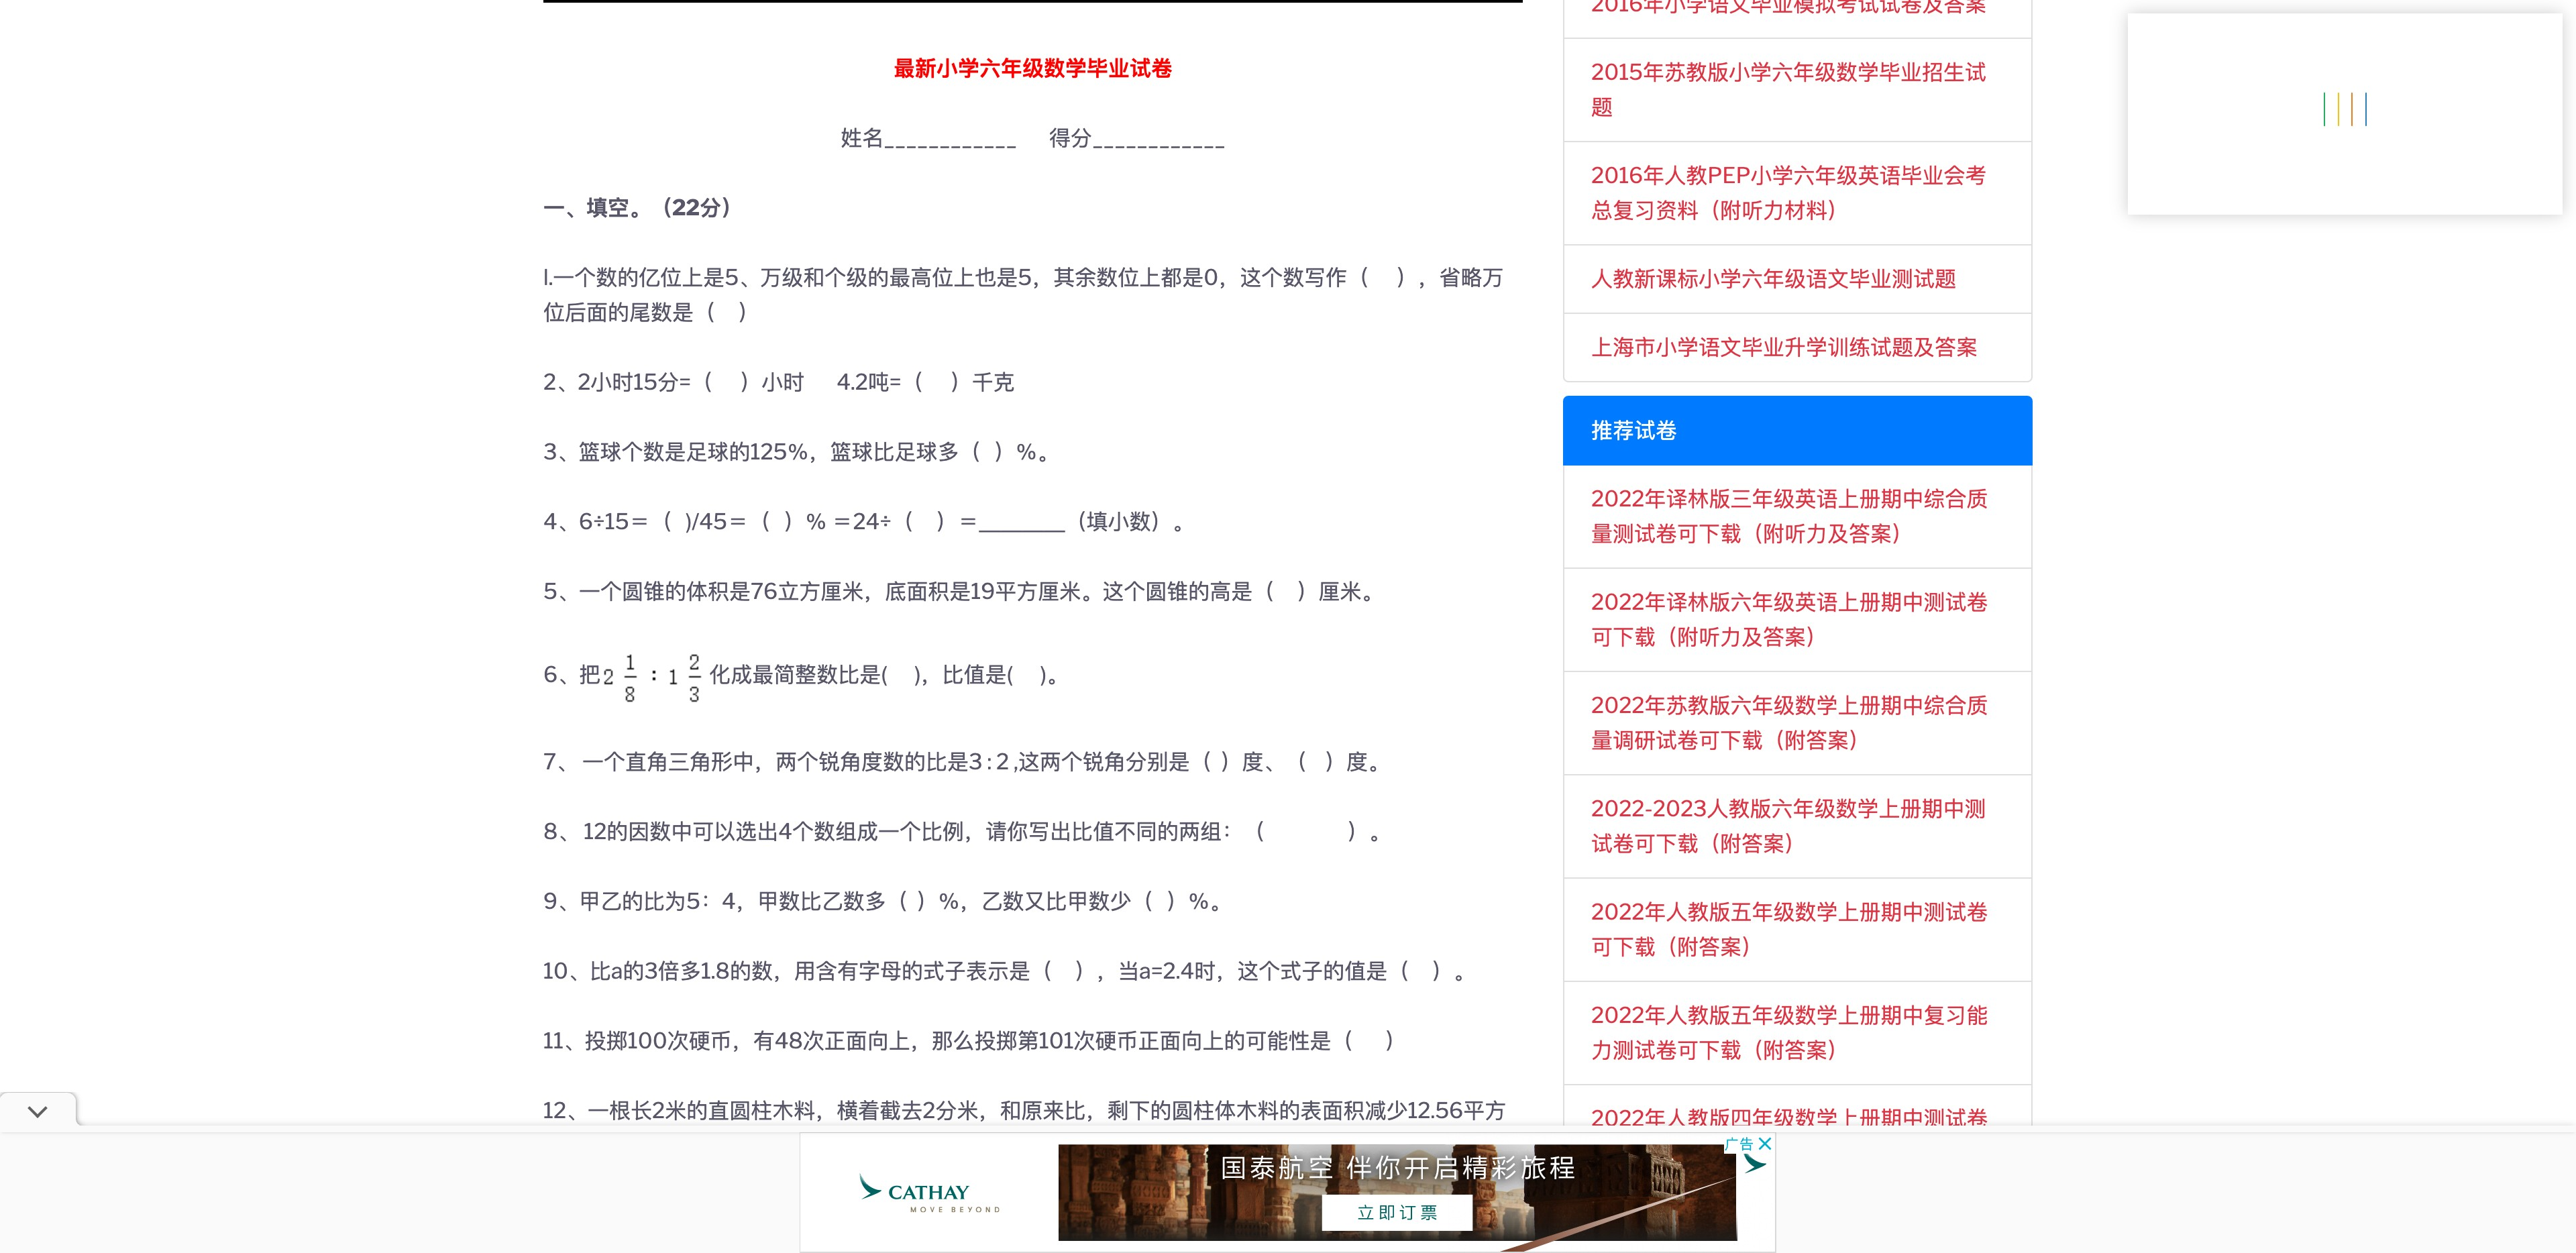 最新小学六年级数学毕业试卷
姓名____________ 得分____________
一、填空。（22分）
l.一个数的亿位上是5、万级和个级的最高位上也是5，其余数位上都是0，这个数写作（ ），省略万
位后面的尾数是（ ）
2、2小时15分=（ ）小时 4.2吨=（ ）千克
3、篮球个数是足球的125%，篮球比足球多（ ）%。
4、6÷15＝（ )/45＝（ ）% ＝24÷（ ）＝________（填小数）。
5、一个圆锥的体积是76立方厘米，底面积是19平方厘米。这个圆锥的高是（ ）厘米。
6、把2 1/8 : 1 2/3 化成最简整数比是( )，比值是( )。
7、 一个直角三角形中，两个锐角度数的比是3 : 2 ,这两个锐角分别是（ ）度、（ ）度。
8、 12的因数中可以选出4个数组成一个比例，请你写出比值不同的两组：（ ）。
9、甲乙的比为5：4，甲数比乙数多（ ）%，乙数又比甲数少（ ）%。
10、比a的3倍多1.8的数，用含有字母的式子表示是（ ），当a=2.4时，这个式子的值是（ ）。
11、投掷100次硬币，有48次正面向上，那么投掷第101次硬币正面向上的可能性是（ ）
12、一根长2米的直圆柱木料，横着截去2分米，和原来比，剩下的圆柱体木料的表面积减少12.56平方
2016年小学语文毕业模拟考试试卷及答案
2015年苏教版小学六年级数学毕业招生试
题
2016年人教PEP小学六年级英语毕业会考
总复习资料（附听力材料）
人教新课标小学六年级语文毕业测试题
上海市小学语文毕业升学训练试题及答案
推荐试卷
2022年译林版三年级英语上册期中综合质
量测试卷可下载（附听力及答案）
2022年译林版六年级英语上册期中测试卷
可下载（附听力及答案）
2022年苏教版六年级数学上册期中综合质
量调研试卷可下载（附答案）
2022-2023人教版六年级数学上册期中测
试卷可下载（附答案）
2022年人教版五年级数学上册期中测试卷
可下载（附答案）
2022年人教版五年级数学上册期中复习能
力测试卷可下载（附答案）
2022年人教版四年级数学上册期中测试卷
广告
CATHAY
MOVE BEYOND
国泰航空 伴你开启精彩旅程
立即订票